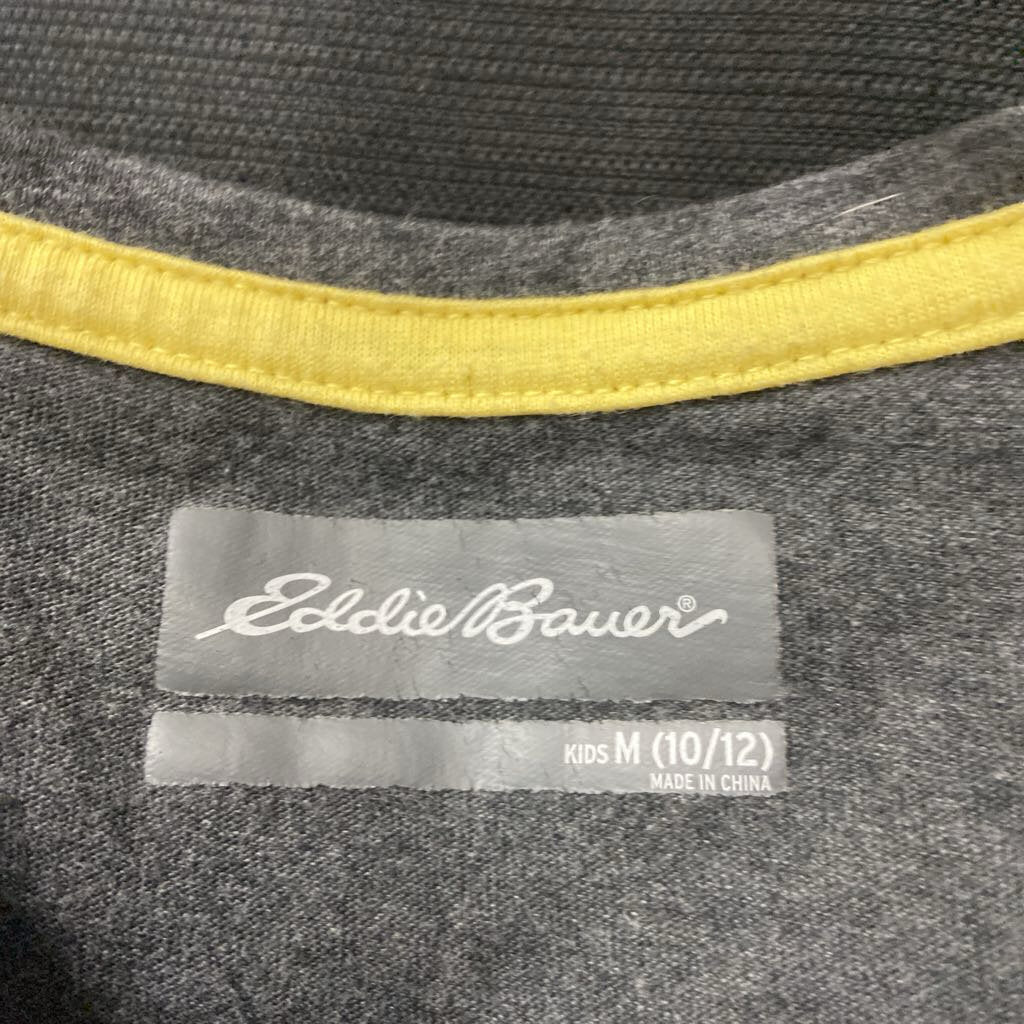 Eddie Bauer®
KIDS M (10/12)
MADE IN CHINA